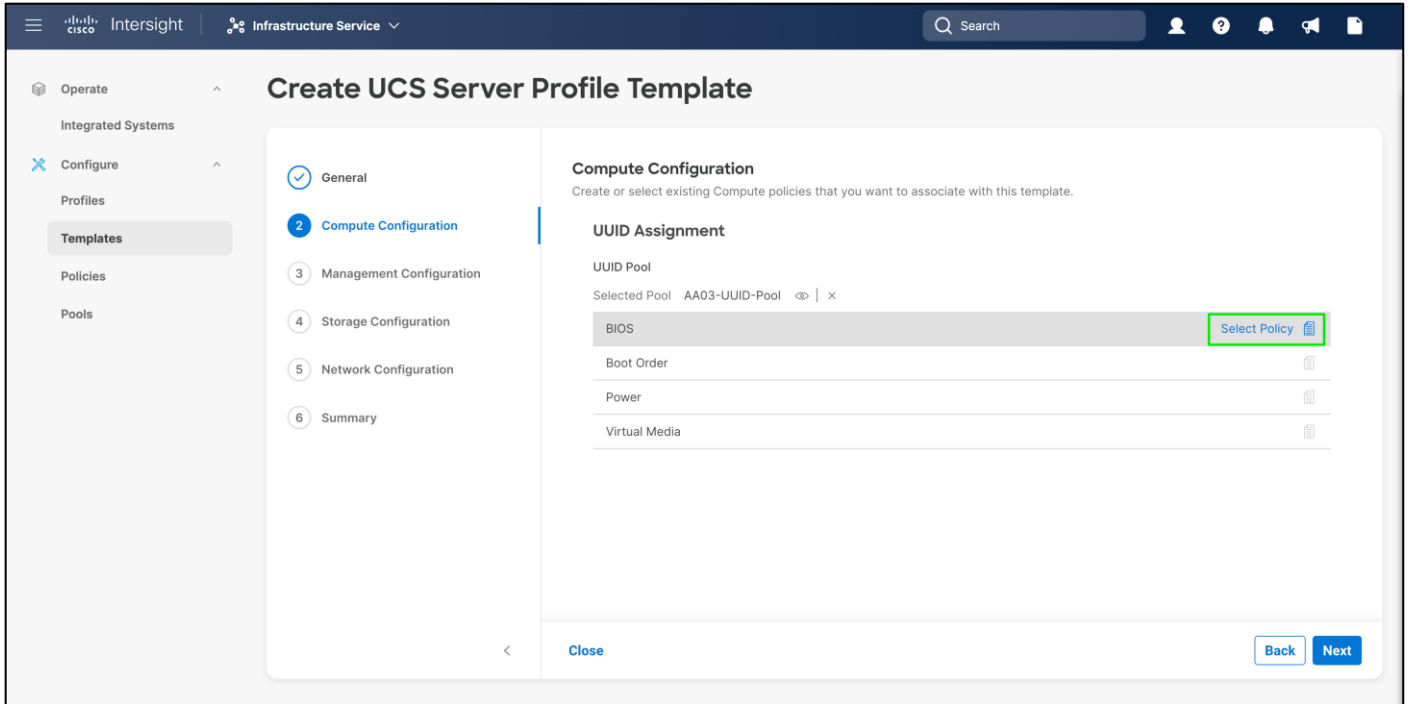 cisco Intersight Infrastructure Service Search
Operate
Integrated Systems
Configure
Profiles
Templates
Policies
Pools
Create UCS Server Profile Template
General
2 Compute Configuration
3 Management Configuration
4 Storage Configuration
5 Network Configuration
6 Summary
Compute Configuration
Create or select existing Compute policies that you want to associate with this template.
UUID Assignment
UUID Pool
Selected Pool AA03-UUID-Pool
BIOS Select Policy
Boot Order
Power
Virtual Media
Close Back Next